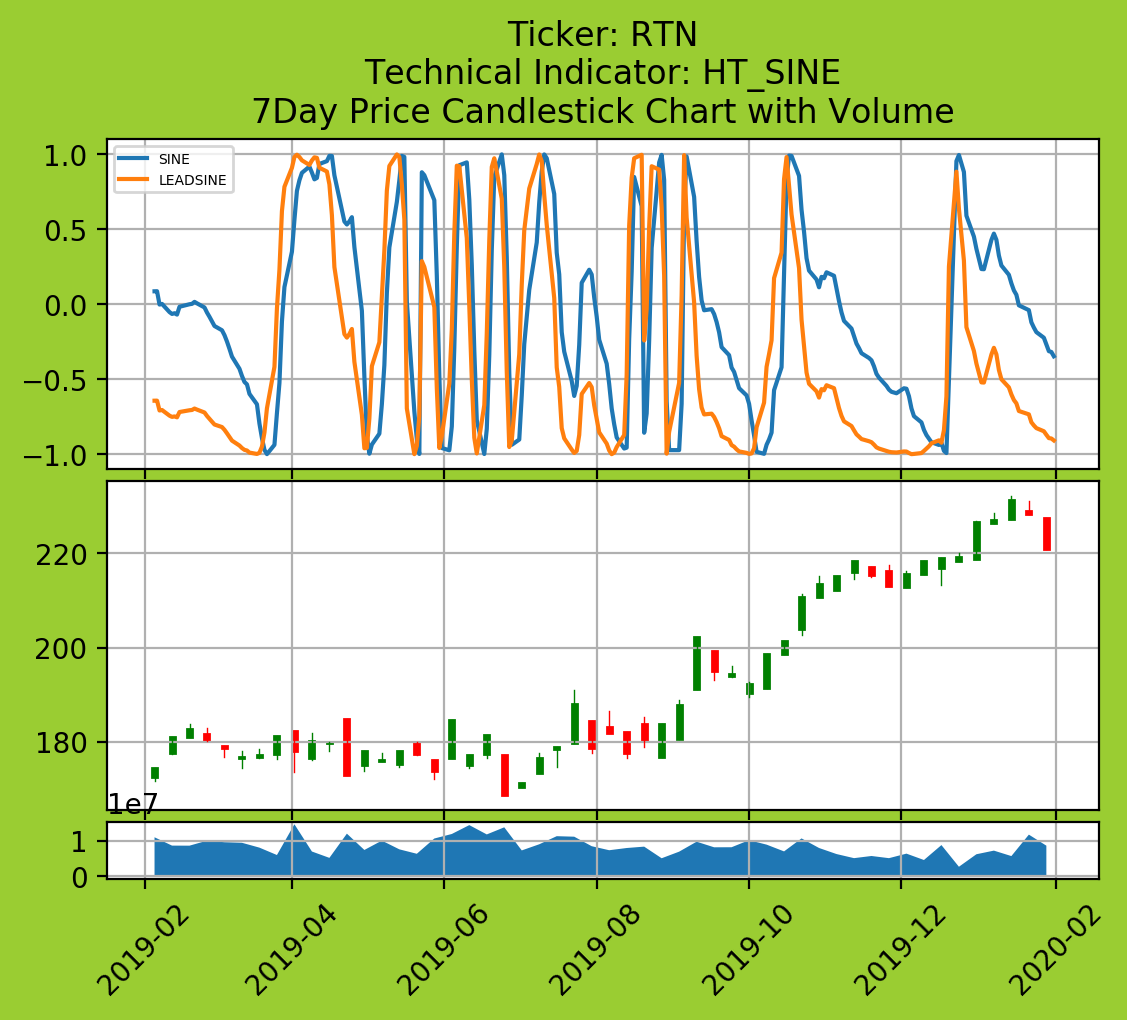 Ticker: RTN
Technical Indicator: HT_SINE
7Day Price Candlestick Chart with Volume
1.0
0.5
0.0
−0.5
−1.0
SINE
LEADSINE
220
200
180
1e7
1
0
2019-02
2019-04
2019-06
2019-08
2019-10
2019-12
2020-02